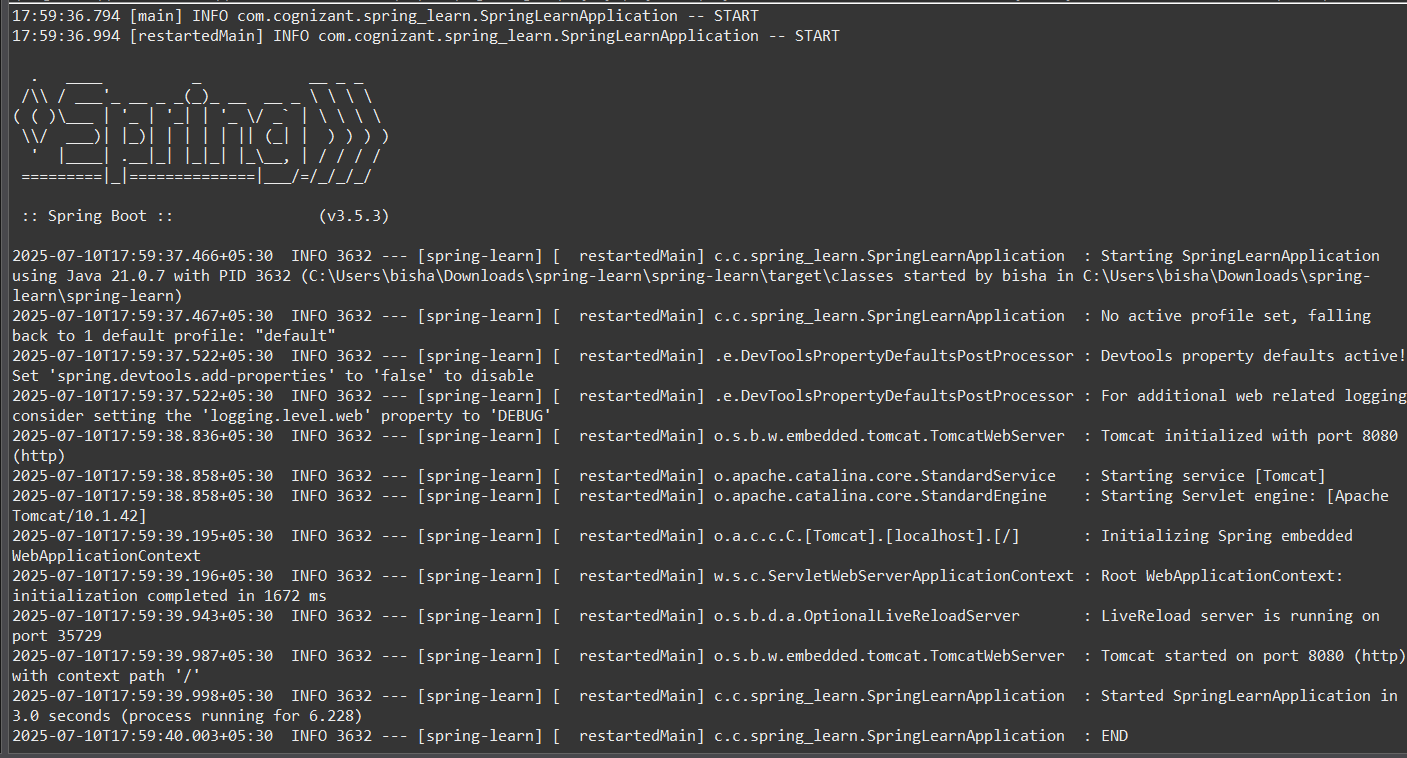 17:59:36.794 [main] INFO com.cognizant.spring_learn.SpringLearnApplication -- START
17:59:36.994 [restartedMain] INFO com.cognizant.spring_learn.SpringLearnApplication -- START
  .   ____          _            __ _ _
 /\\ / ___'_ __ _ _(_)_ __  __ _ \ \ \ \
( ( )\___ | '_ | '_| | '_ \/ _` | \ \ \ \
 \\/  ___)| |_)| | | | | || (_| |  ) ) ) )
  '  |____| .__|_| |_|_| |_\__, | / / / /
 =========|_|==============|___/=/_/_/_/
 :: Spring Boot ::                (v3.5.3)
2025-07-10T17:59:37.466+05:30  INFO 3632 --- [spring-learn] [  restartedMain] c.c.spring_learn.SpringLearnApplication  : Starting SpringLearnApplication
using Java 21.0.7 with PID 3632 (C:\Users\bisha\Downloads\spring-learn\spring-learn\target\classes started by bisha in C:\Users\bisha\Downloads\spring-
learn\spring-learn)
2025-07-10T17:59:37.467+05:30  INFO 3632 --- [spring-learn] [  restartedMain] c.c.spring_learn.SpringLearnApplication  : No active profile set, falling
back to 1 default profile: "default"
2025-07-10T17:59:37.522+05:30  INFO 3632 --- [spring-learn] [  restartedMain] .e.DevToolsPropertyDefaultsPostProcessor : Devtools property defaults active!
Set 'spring.devtools.add-properties' to 'false' to disable
2025-07-10T17:59:37.522+05:30  INFO 3632 --- [spring-learn] [  restartedMain] .e.DevToolsPropertyDefaultsPostProcessor : For additional web related logging
consider setting the 'logging.level.web' property to 'DEBUG'
2025-07-10T17:59:38.836+05:30  INFO 3632 --- [spring-learn] [  restartedMain] o.s.b.w.embedded.tomcat.TomcatWebServer  : Tomcat initialized with port 8080
(http)
2025-07-10T17:59:38.858+05:30  INFO 3632 --- [spring-learn] [  restartedMain] o.apache.catalina.core.StandardService   : Starting service [Tomcat]
2025-07-10T17:59:38.858+05:30  INFO 3632 --- [spring-learn] [  restartedMain] o.apache.catalina.core.StandardEngine    : Starting Servlet engine: [Apache
Tomcat/10.1.42]
2025-07-10T17:59:39.195+05:30  INFO 3632 --- [spring-learn] [  restartedMain] o.a.c.c.C.[Tomcat].[localhost].[/]       : Initializing Spring embedded
WebApplicationContext
2025-07-10T17:59:39.196+05:30  INFO 3632 --- [spring-learn] [  restartedMain] w.s.c.ServletWebServerApplicationContext : Root WebApplicationContext:
initialization completed in 1672 ms
2025-07-10T17:59:39.943+05:30  INFO 3632 --- [spring-learn] [  restartedMain] o.s.b.d.a.OptionalLiveReloadServer       : LiveReload server is running on
port 35729
2025-07-10T17:59:39.987+05:30  INFO 3632 --- [spring-learn] [  restartedMain] o.s.b.w.embedded.tomcat.TomcatWebServer  : Tomcat started on port 8080 (http)
with context path '/'
2025-07-10T17:59:39.998+05:30  INFO 3632 --- [spring-learn] [  restartedMain] c.c.spring_learn.SpringLearnApplication  : Started SpringLearnApplication in
3.0 seconds (process running for 6.228)
2025-07-10T17:59:40.003+05:30  INFO 3632 --- [spring-learn] [  restartedMain] c.c.spring_learn.SpringLearnApplication  : END